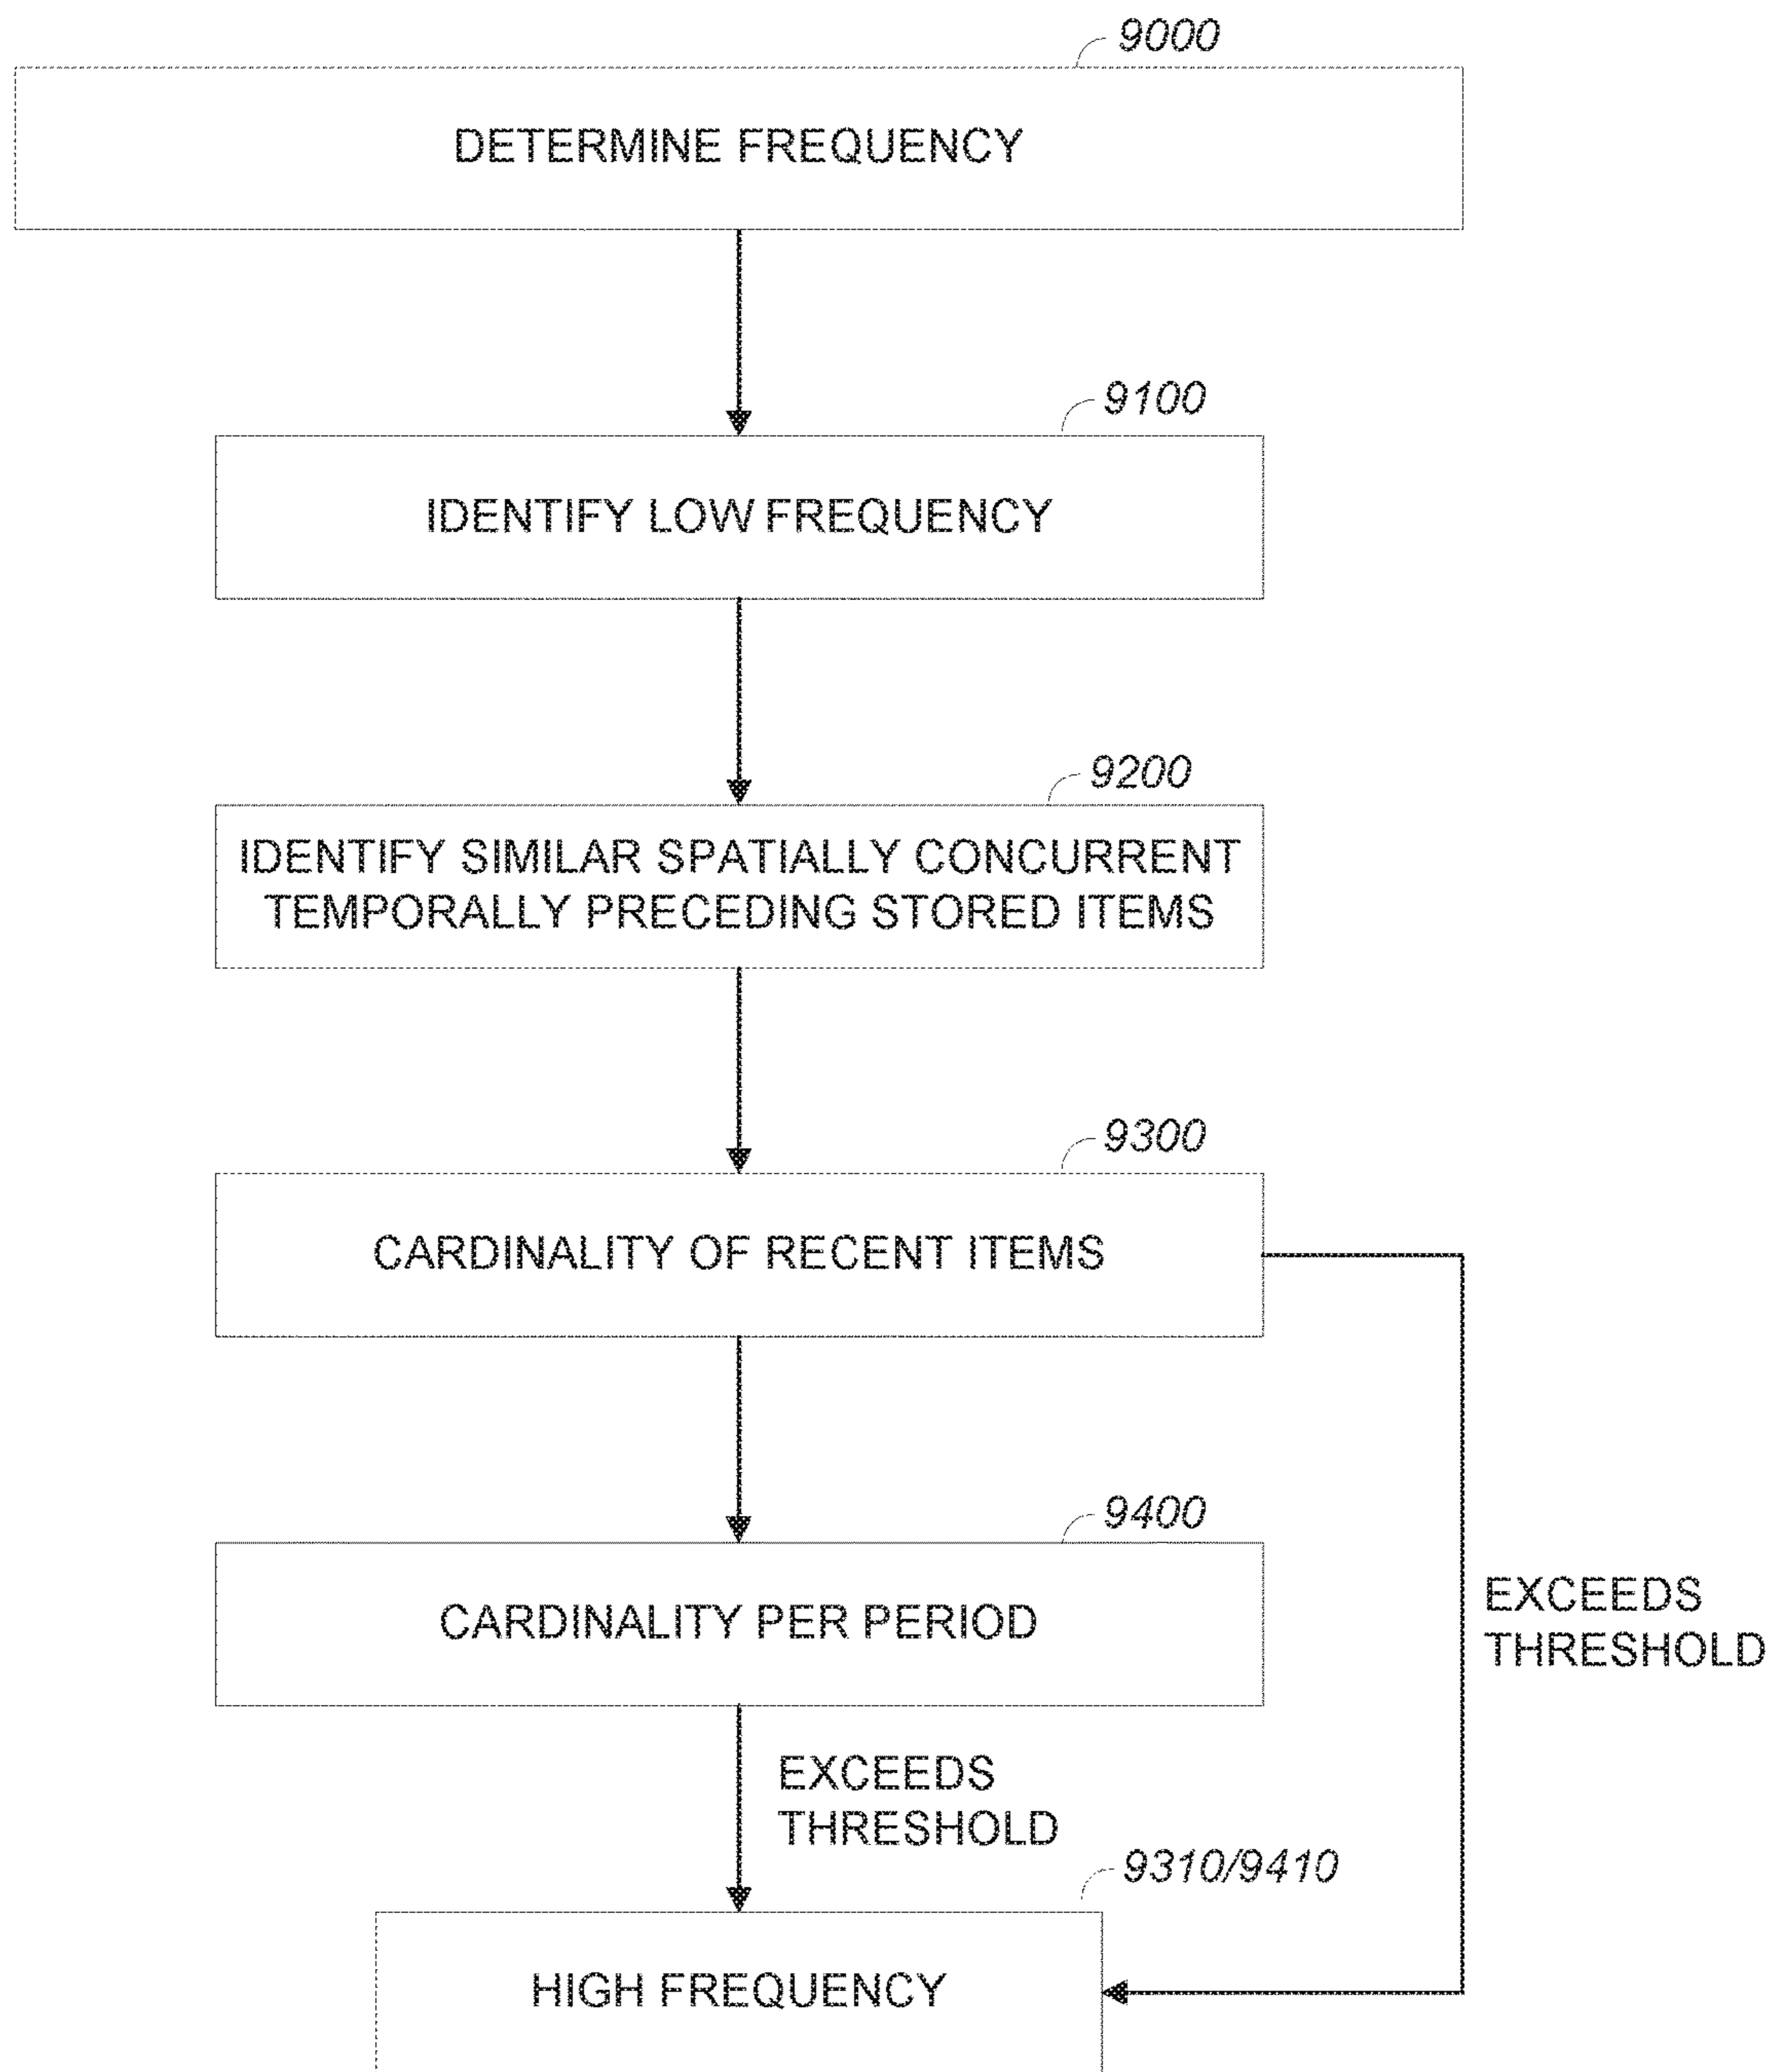 9000
DETERMINE FREQUENCY
9100
IDENTIFY LOW FREQUENCY
9200
IDENTIFY SIMILAR SPATIALLY CONCURRENT
TEMPORALLY PRECEDING STORED ITEMS
9300
CARDINALITY OF RECENT ITEMS
9400
CARDINALITY PER PERIOD
EXCEEDS
THRESHOLD
EXCEEDS
THRESHOLD
9310/9410
HIGH FREQUENCY